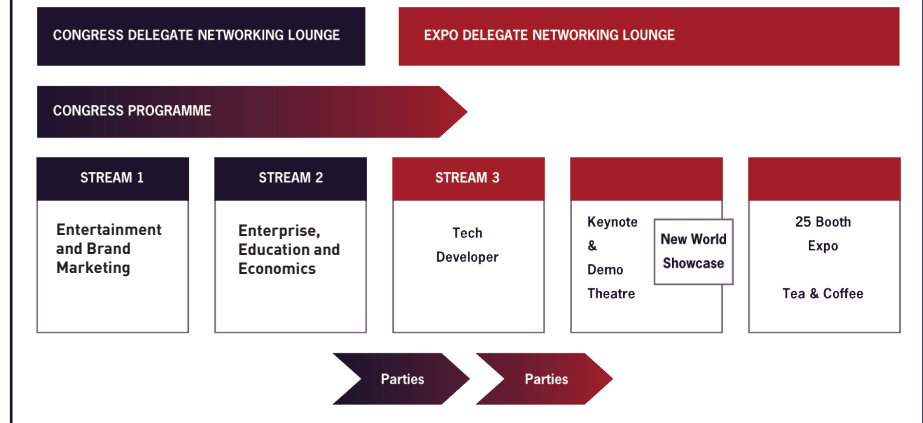 CONGRESS DELEGATE NETWORKING LOUNGE
EXPO DELEGATE NETWORKING LOUNGE
CONGRESS PROGRAMME
STREAM 1
Entertainment
and Brand
Marketing
STREAM 2
Enterprise,
Education and
Economics
STREAM 3
Tech
Developer
Keynote
&
Demo
Theatre
New World
Showcase
25 Booth
Expo
Tea & Coffee
Parties
Parties